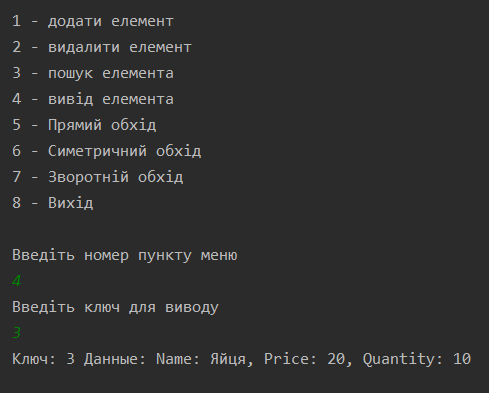 1 - додати елемент
2 - видалити елемент
3 - пошук елемента
4 - вивід елемента
5 - Прямий обхід
6 - Симетричний обхід
7 - Зворотній обхід
8 - Вихід
Введіть номер пункту меню
4
Введіть ключ для виводу
3
Ключ: 3 Данные: Name: Яйця, Price: 20, Quantity: 10